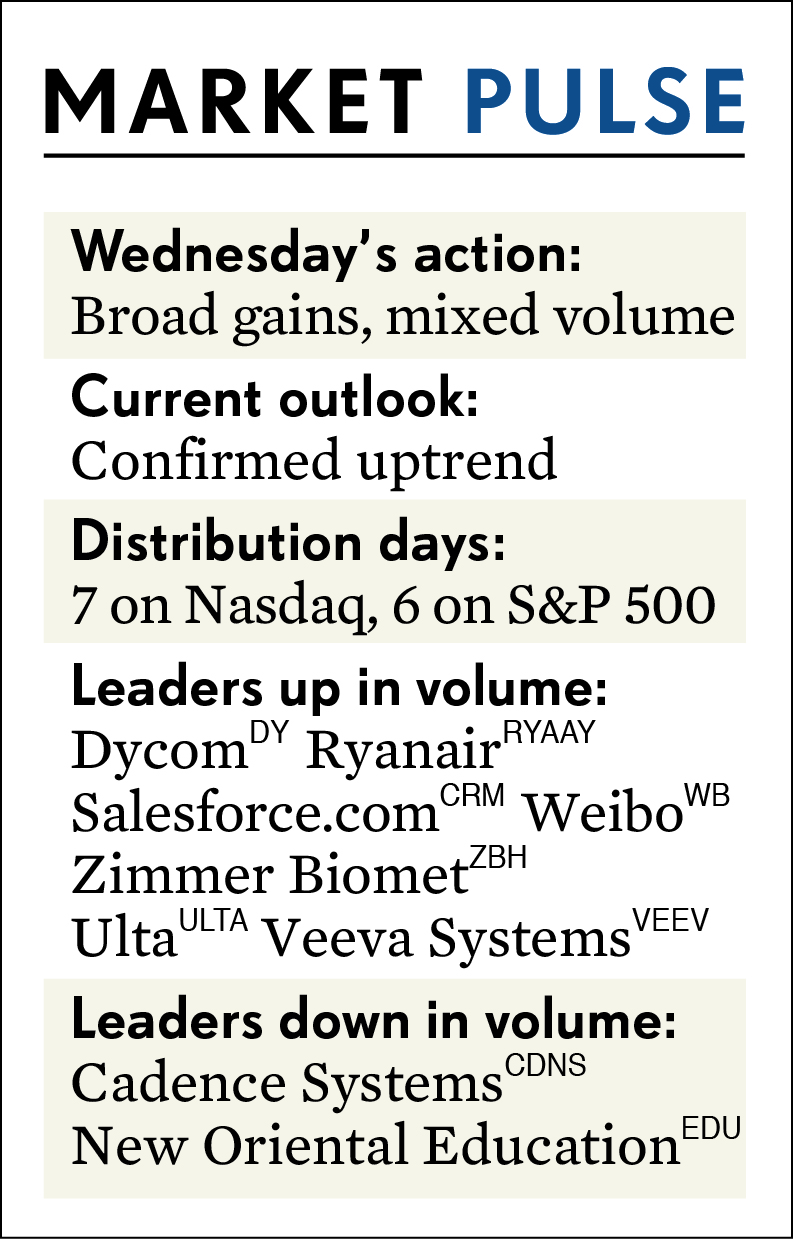 MARKET PULSE
Wednesday’s action:
Broad gains, mixed volume
Current outlook:
Confirmed uptrend
Distribution days:
7 on Nasdaq, 6 on S&P 500
Leaders up in volume:
Dycom DY Ryanair RYAAY
Salesforce.com CRM Weibo WB
Zimmer Biomet ZBH
Ulta ULTA Veeva Systems VEEV
Leaders down in volume:
Cadence Systems CDNS
New Oriental Education EDU